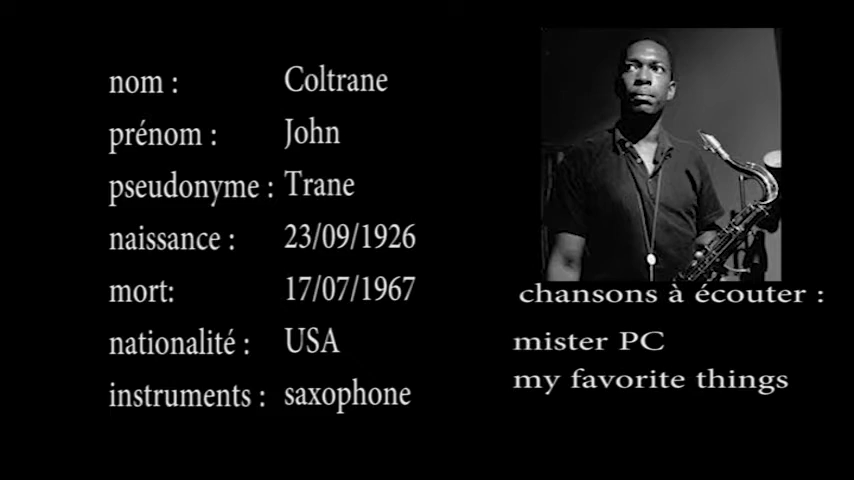 nom : Coltrane
prénom : John
pseudonyme : Trane
naissance : 23/09/1926
mort: 17/07/1967
nationalité : USA
instruments : saxophone
chansons à écouter :
mister PC
my favorite things